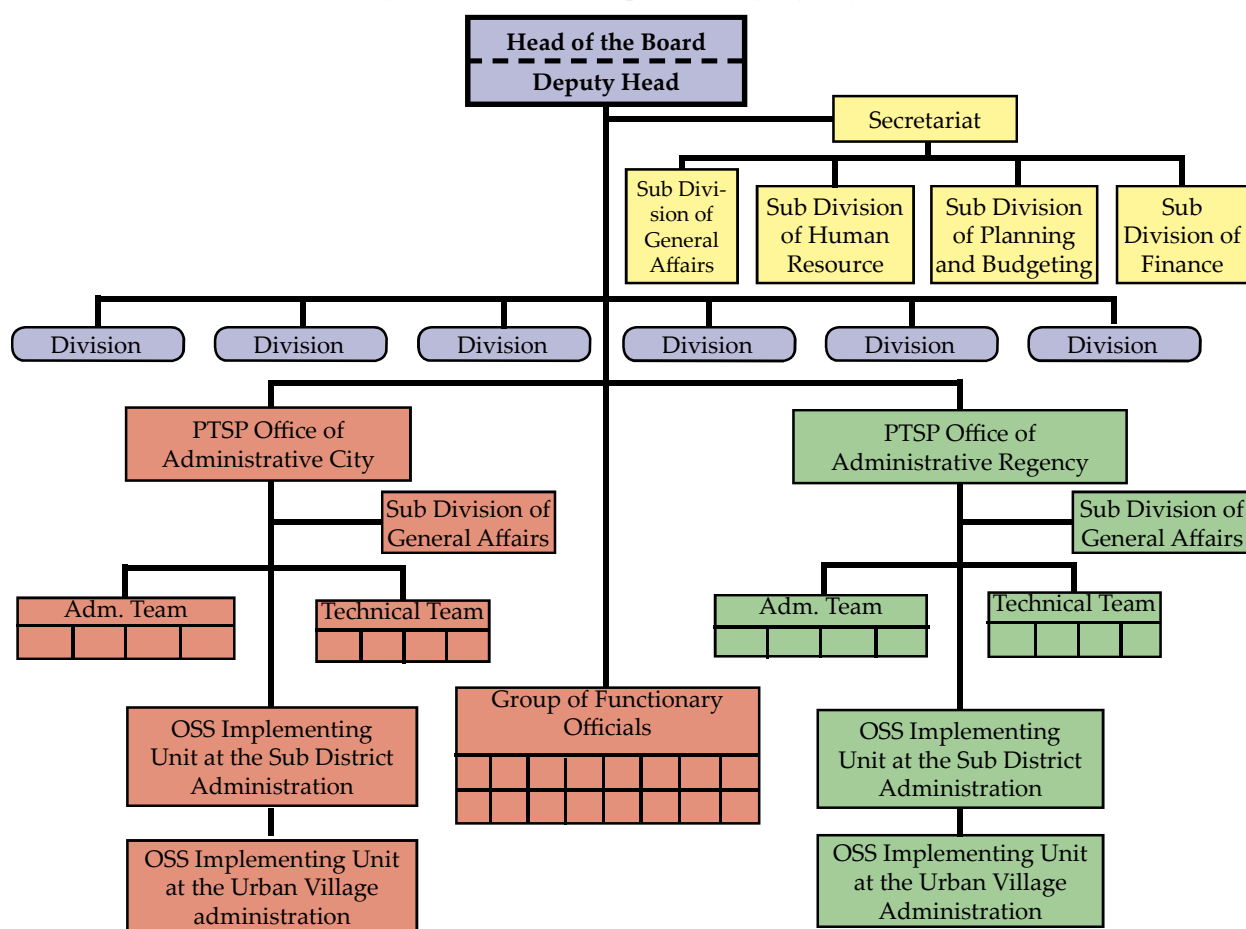 Head of the Board
Deputy Head
Secretariat
Sub Divi-
sion of
General
Affairs
Sub Division
of Human
Resource
Sub Division
of Planning
and Budgeting
Sub
Division of
Finance
Division
Division
Division
Division
Division
Division
PTSP Office of
Administrative City
PTSP Office of
Administrative Regency
Sub Division of
General Affairs
Sub Division of
General Affairs
Adm. Team
Technical Team
Adm. Team
Technical Team
OSS Implementing
Unit at the Sub District
Administration
Group of Functionary
Officials
OSS Implementing
Unit at the Sub District
Administration
OSS Implementing Unit
at the Urban Village
administration
OSS Implementing Unit
at the Urban Village
Administration